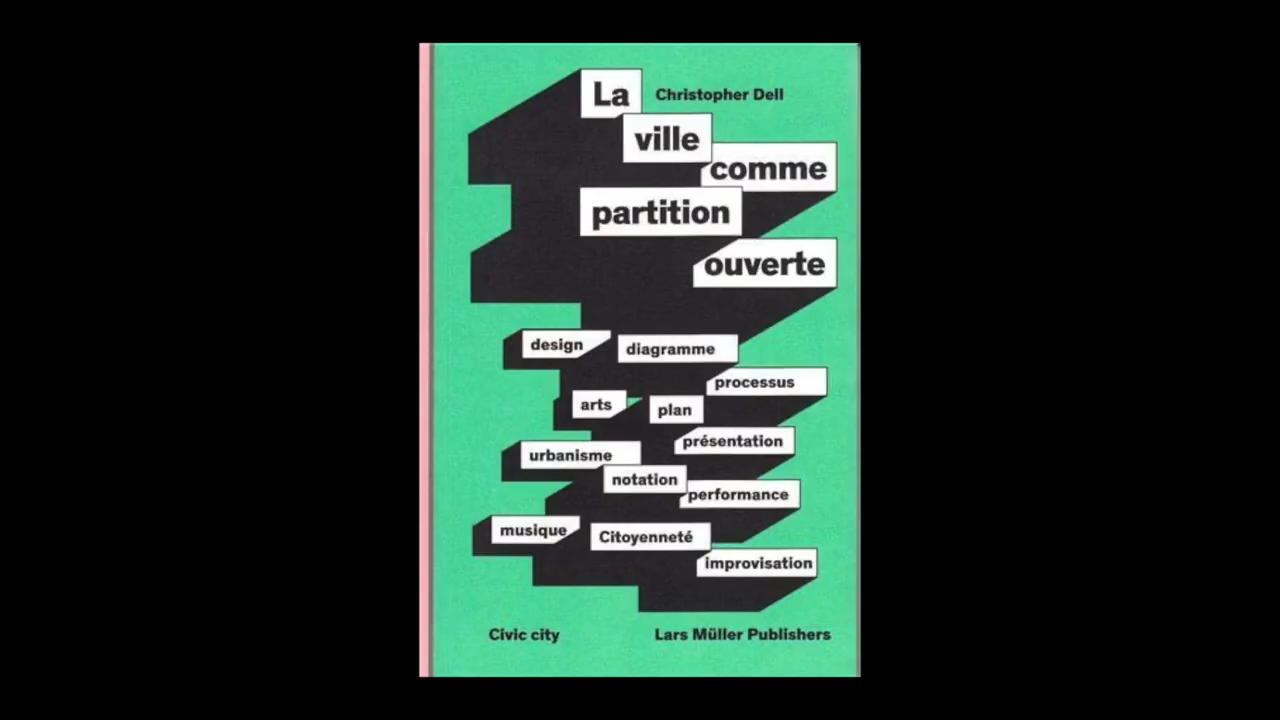 La
Christopher Dell
ville
comme
partition
ouverte
design
diagramme
processus
arts
plan
présentation
urbanisme
notation
performance
musique
Citoyenneté
improvisation
Civic city
Lars Müller Publishers